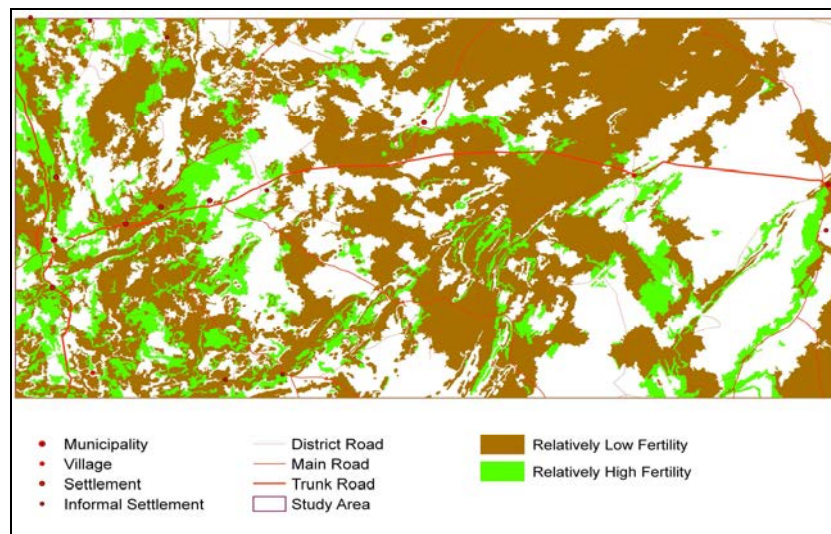 Municipality
Village
Settlement
Informal Settlement
District Road
Main Road
Trunk Road
Study Area
Relatively Low Fertility
Relatively High Fertility